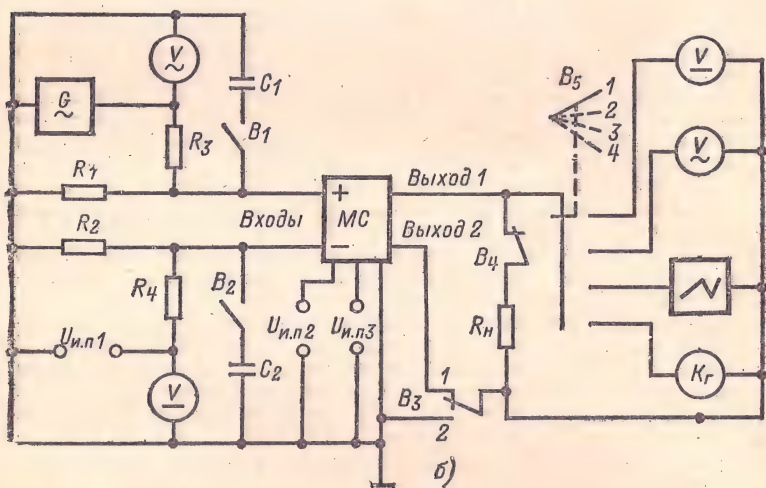 V
~
C1
B5
1
2
3
4
V
G
~
R3
B1
V
~
R1
+
Выход 1
Входы
МС
R2
–
Выход 2
B4
R4
B2
Uи.п2
Uи.п3
Rн
Uи.п1
C2
1
Kг
V
B3
2
б)